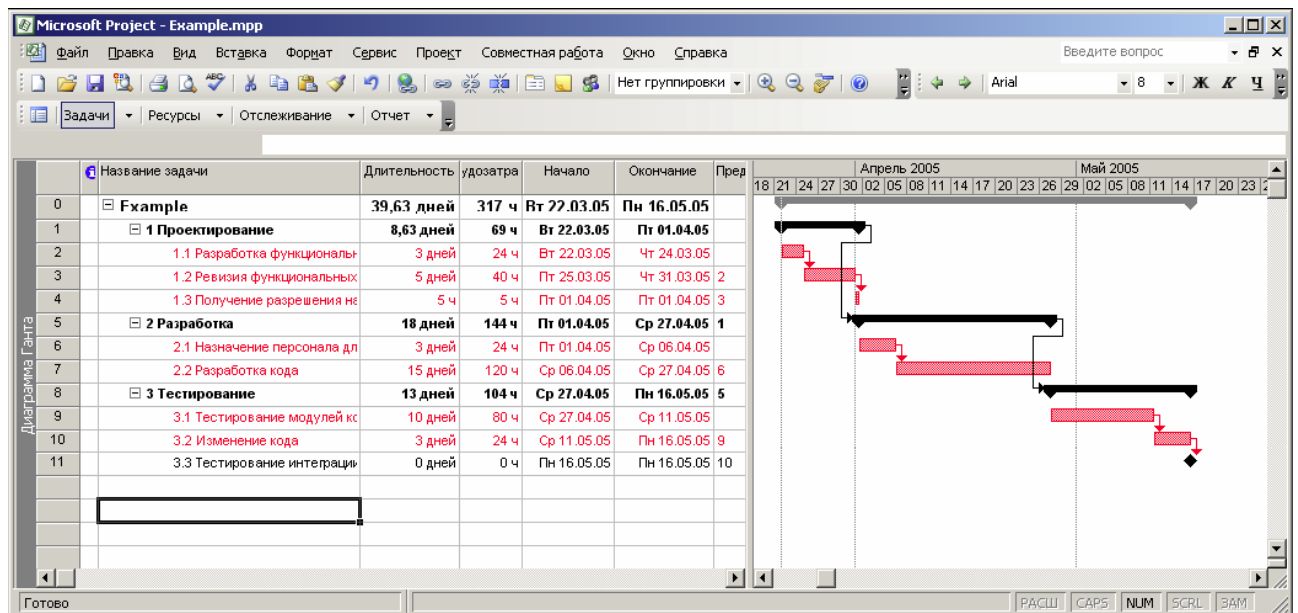 Microsoft Project - Example.mpp
Файл Правка Вид Вставка Формат Сервис Проект Совместная работа Окно Справка Введите вопрос
Нет группировки Arial 8 Ж К Ч
Задачи Ресурсы Отслеживание Отчет
Название задачи Длительность удозатра Начало Окончание Пред Апрель 2005 Май 2005
18 21 24 27 30 02 05 08 11 14 17 20 23 26 29 02 05 08 11 14 17 20 23
0 Example 39,63 дней 317 ч Вт 22.03.05 Пн 16.05.05
1 1 Проектирование 8,63 дней 69 ч Вт 22.03.05 Пт 01.04.05
2 1.1 Разработка функциональн 3 дней 24 ч Вт 22.03.05 Чт 24.03.05
3 1.2 Ревизия функциональных 5 дней 40 ч Пт 25.03.05 Чт 31.03.05 2
4 1.3 Получение разрешения на 5 ч 5 ч Пт 01.04.05 Пт 01.04.05 3
5 2 Разработка 18 дней 144 ч Пт 01.04.05 Ср 27.04.05 1
6 2.1 Назначение персонала дл 3 дней 24 ч Пт 01.04.05 Ср 06.04.05
7 2.2 Разработка кода 15 дней 120 ч Ср 06.04.05 Ср 27.04.05 6
8 3 Тестирование 13 дней 104 ч Ср 27.04.05 Пн 16.05.05 5
9 3.1 Тестирование модулей ко 10 дней 80 ч Ср 27.04.05 Ср 11.05.05
10 3.2 Изменение кода 3 дней 24 ч Ср 11.05.05 Пн 16.05.05 9
11 3.3 Тестирование интеграции 0 дней 0 ч Пн 16.05.05 Пн 16.05.05 10
Диаграмма Ганта
Готово РАСШ CAPS NUM SCRL ЗАМ